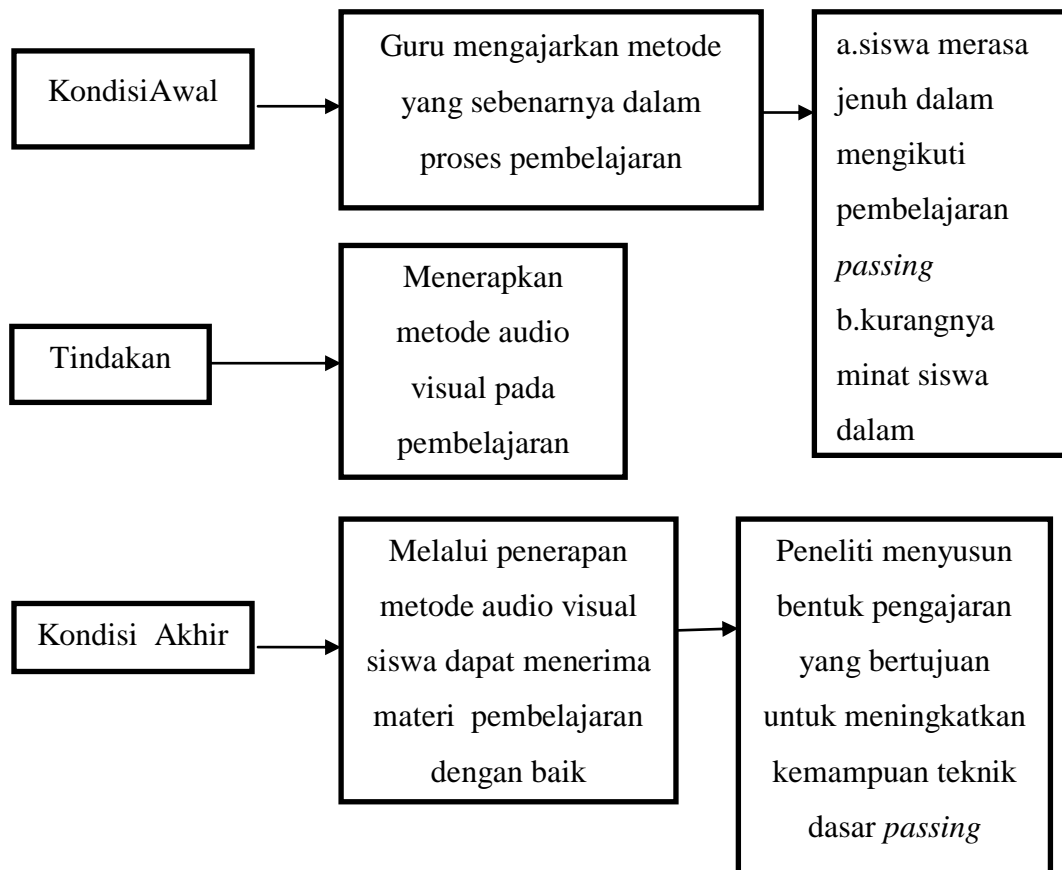 KondisiAwal
Guru mengajarkan metode
yang sebenarnya dalam
proses pembelajaran
a.siswa merasa
jenuh dalam
mengikuti
pembelajaran
passing
b.kurangnya
minat siswa
dalam
Tindakan
Menerapkan
metode audio
visual pada
pembelajaran
Kondisi Akhir
Melalui penerapan
metode audio visual
siswa dapat menerima
materi pembelajaran
dengan baik
Peneliti menyusun
bentuk pengajaran
yang bertujuan
untuk meningkatkan
kemampuan teknik
dasar passing